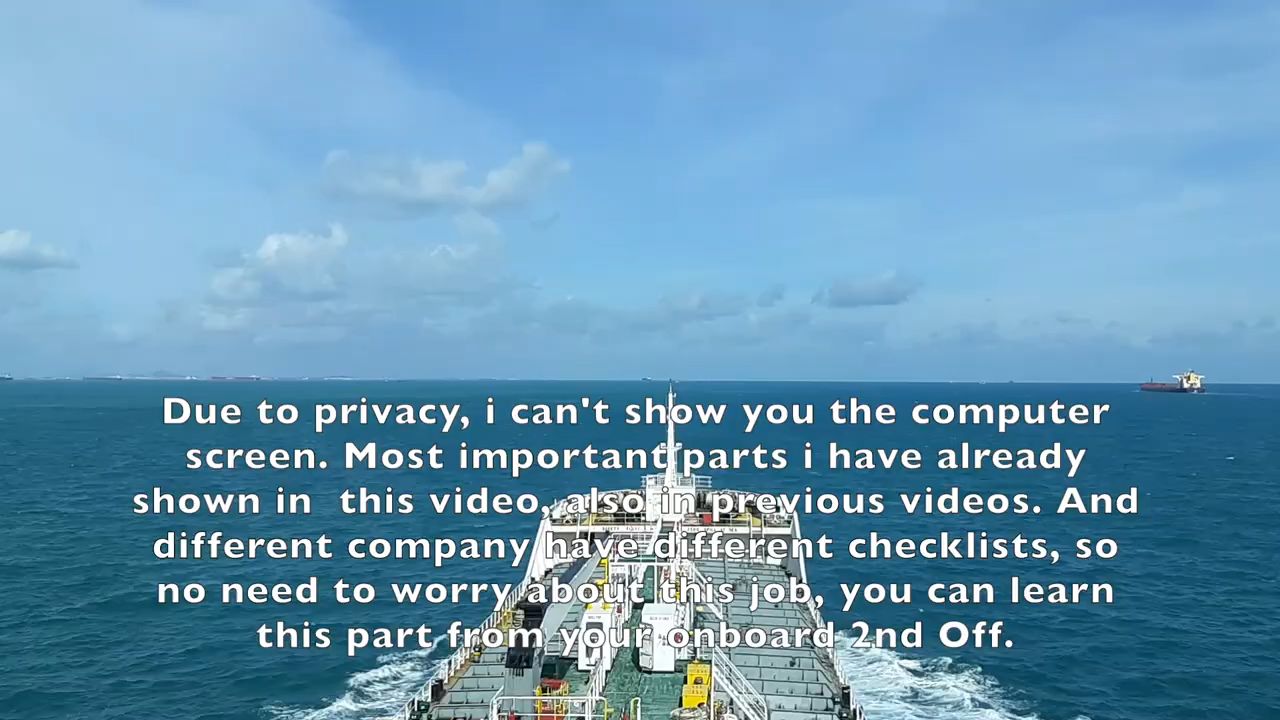 Due to privacy, i can't show you the computer
screen. Most important parts i have already
shown in  this video, also in previous videos. And
different company have different checklists, so
no need to worry about this job, you can learn
this part from your onboard 2nd Off.